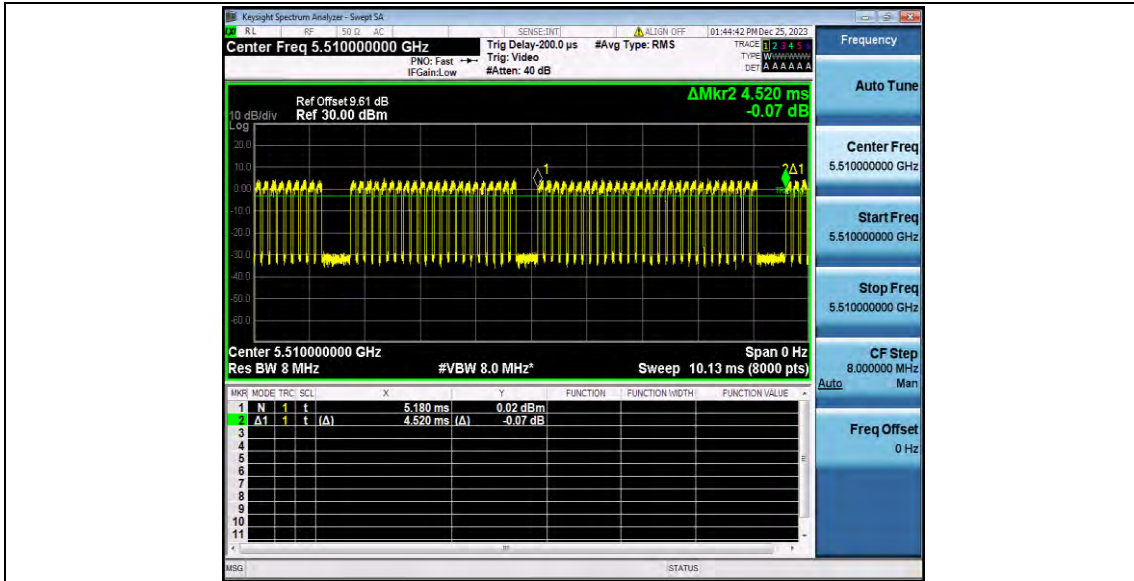 Keysight Spectrum Analyzer - Swept SA
RL RF 50 Ω AC SENSE:INT ALIGN OFF 01:44:42 PM Dec 25, 2023
Center Freq 5.510000000 GHz
PNO: Fast
IFGain:Low
Trig Delay-200.0 µs
Trig: Video
#Atten: 40 dB
#Avg Type: RMS
TRACE 1 2 3 4 5 6
TYPE W
DET A A A A A A
ΔMkr2 4.520 ms
-0.07 dB
Ref Offset 9.61 dB
10 dB/div Ref 30.00 dBm
Log
20.0
10.0
0.00
-10.0
-20.0
-30.0
-40.0
-50.0
-60.0
1
2Δ1
Center 5.510000000 GHz Span 0 Hz
Res BW 8 MHz #VBW 8.0 MHz* Sweep 10.13 ms (8000 pts)
MKR MODE TRC SCL X Y FUNCTION FUNCTION WIDTH FUNCTION VALUE
1 N 1 t 5.180 ms 0.02 dBm
2 Δ1 1 t (Δ) 4.520 ms (Δ) -0.07 dB
3
4
5
6
7
8
9
10
11
MSG STATUS
Frequency
Auto Tune
Center Freq
5.510000000 GHz
Start Freq
5.510000000 GHz
Stop Freq
5.510000000 GHz
CF Step
8.000000 MHz
Auto Man
Freq Offset
0 Hz